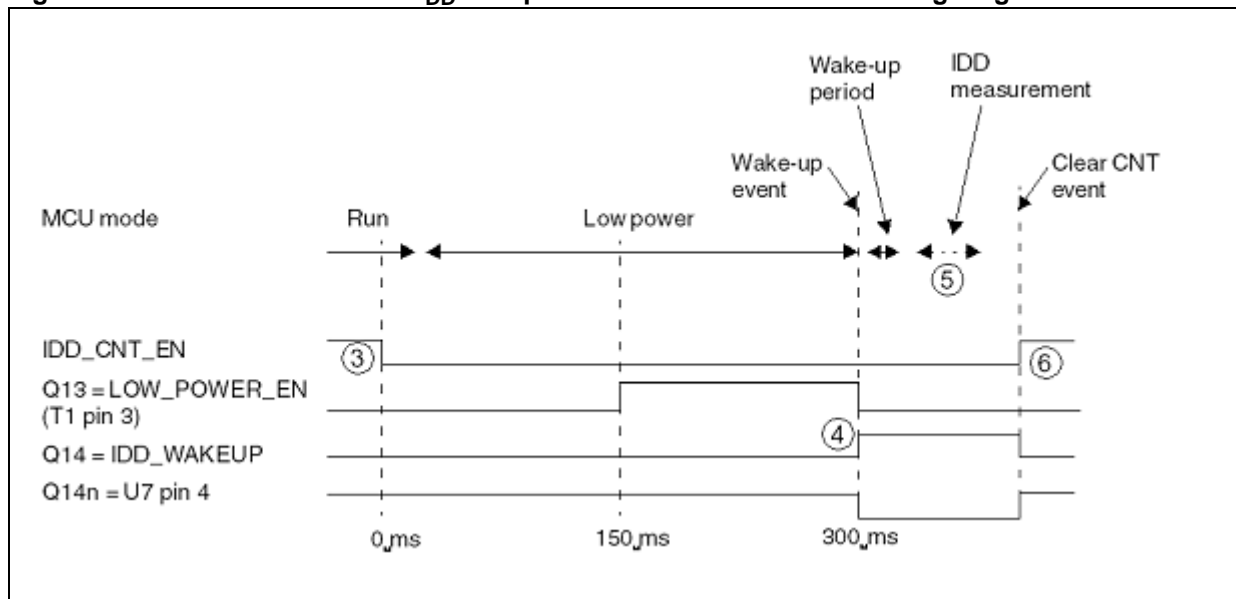 DD
Wake-up
period
IDD
measurement
Wake-up
event
Clear CNT
event
MCU mode
Run
Low power
5
IDD_CNT_EN
3
6
Q13 = LOW_POWER_EN
(T1 pin 3)
4
Q14 = IDD_WAKEUP
Q14n = U7 pin 4
0 ms
150 ms
300 ms